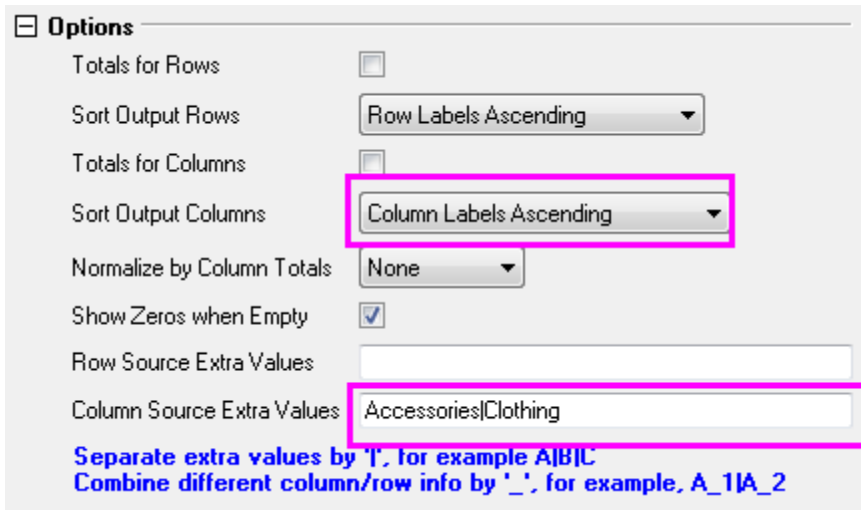 Options
Totals for Rows
Sort Output Rows Row Labels Ascending
Totals for Columns
Sort Output Columns Column Labels Ascending
Normalize by Column Totals None
Show Zeros when Empty
Row Source Extra Values
Column Source Extra Values Accessories|Clothing
Separate extra values by '|', for example A|B|C
Combine different column/row info by '_', for example, A_1|A_2